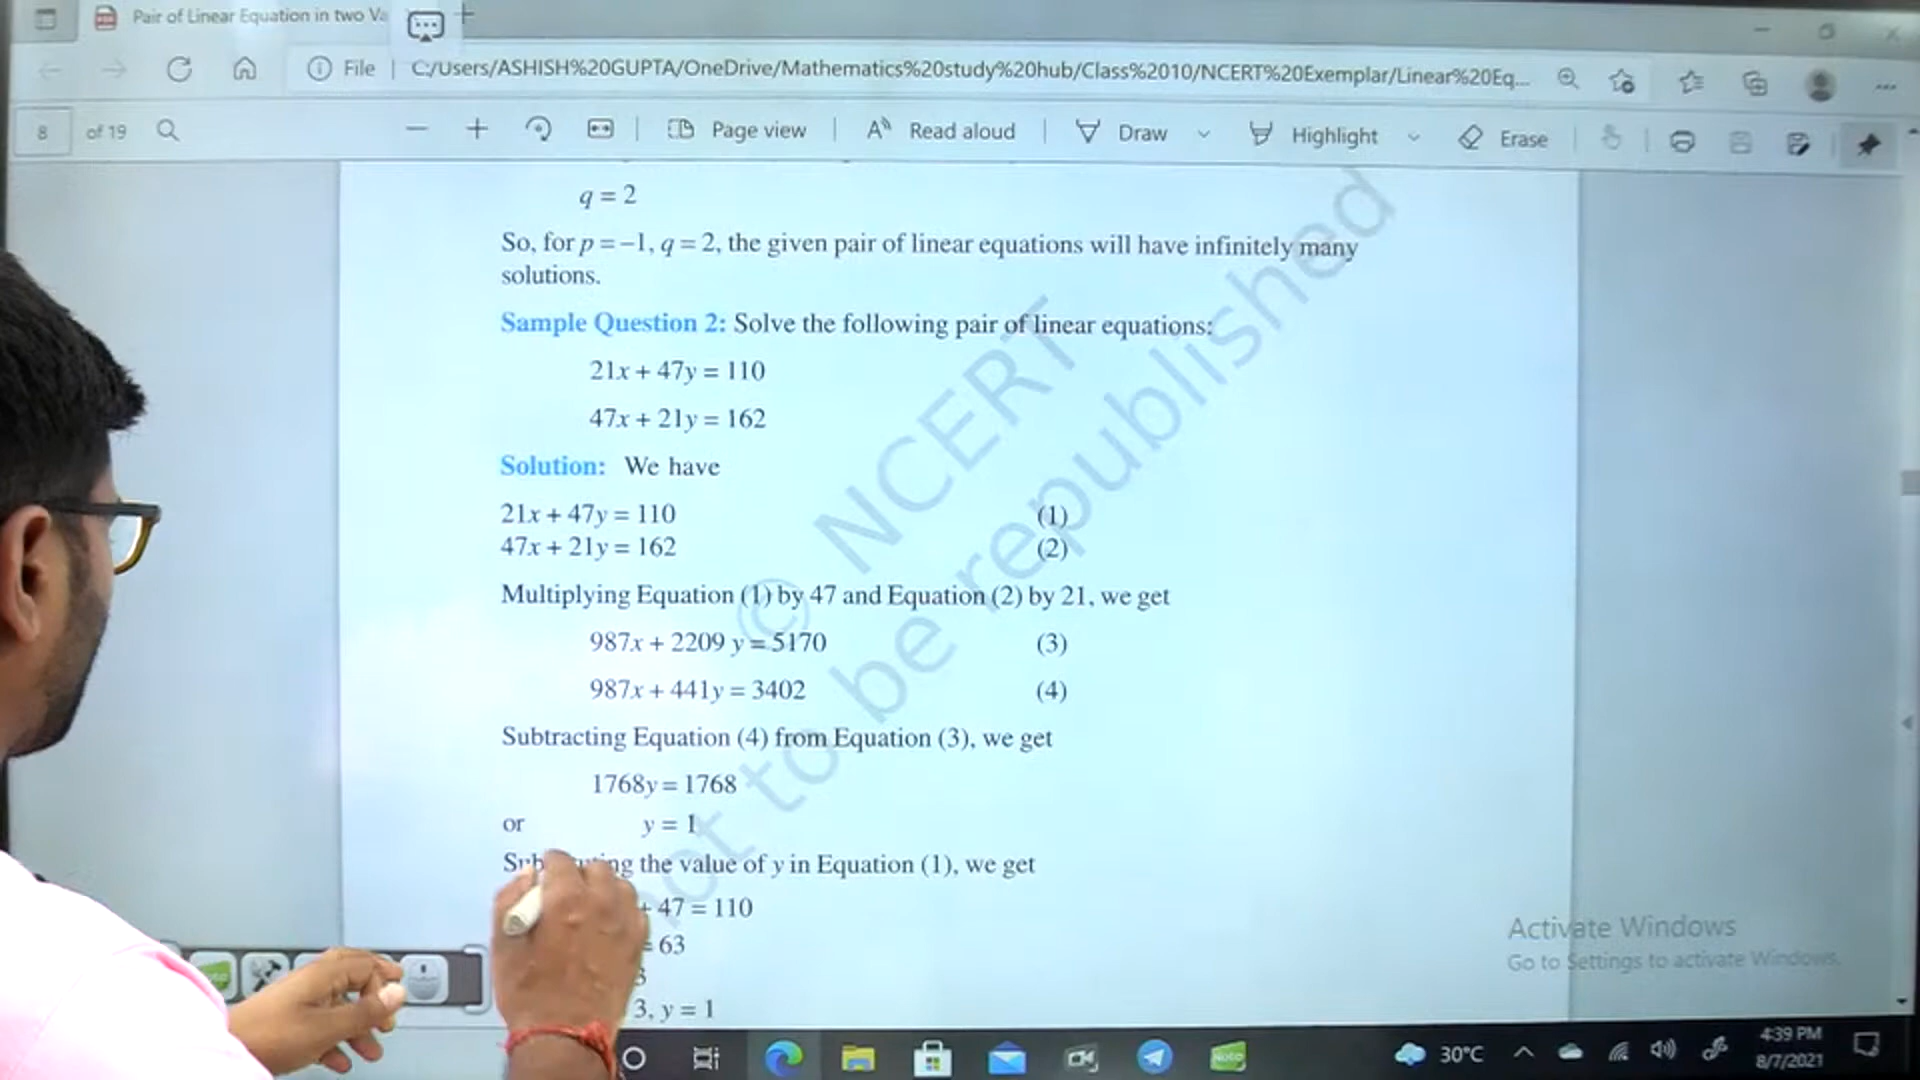 Pair of Linear Equation in two Va
File | C:/Users/ASHISH%20GUPTA/OneDrive/Mathematics%20study%20hub/Class%2010/NCERT%20Exemplar/Linear%20Eq...
8 of 19 Page view Read aloud Draw Highlight Erase
q = 2
So, for p = –1, q = 2, the given pair of linear equations will have infinitely many
solutions.
Sample Question 2: Solve the following pair of linear equations:
21x + 47y = 110
47x + 21y = 162
Solution: We have
21x + 47y = 110 (1)
47x + 21y = 162 (2)
Multiplying Equation (1) by 47 and Equation (2) by 21, we get
987x + 2209 y = 5170 (3)
987x + 441y = 3402 (4)
Subtracting Equation (4) from Equation (3), we get
1768y = 1768
or y = 1
the value of y in Equation (1), we get
+ 47 = 110
= 63
3
3, y = 1
© NCERT
not to be republished
Activate Windows
Go to Settings to activate Windows.
30°C
4:39 PM
8/7/2021